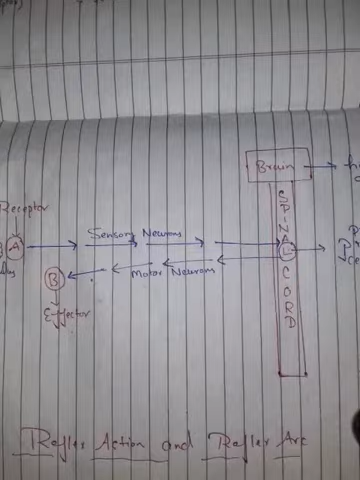 Brain
Receptor
A
Sensory Neurons
SPINAL CORD
Motor Neurons
B
Effector
Reflex Action and Reflex Arc